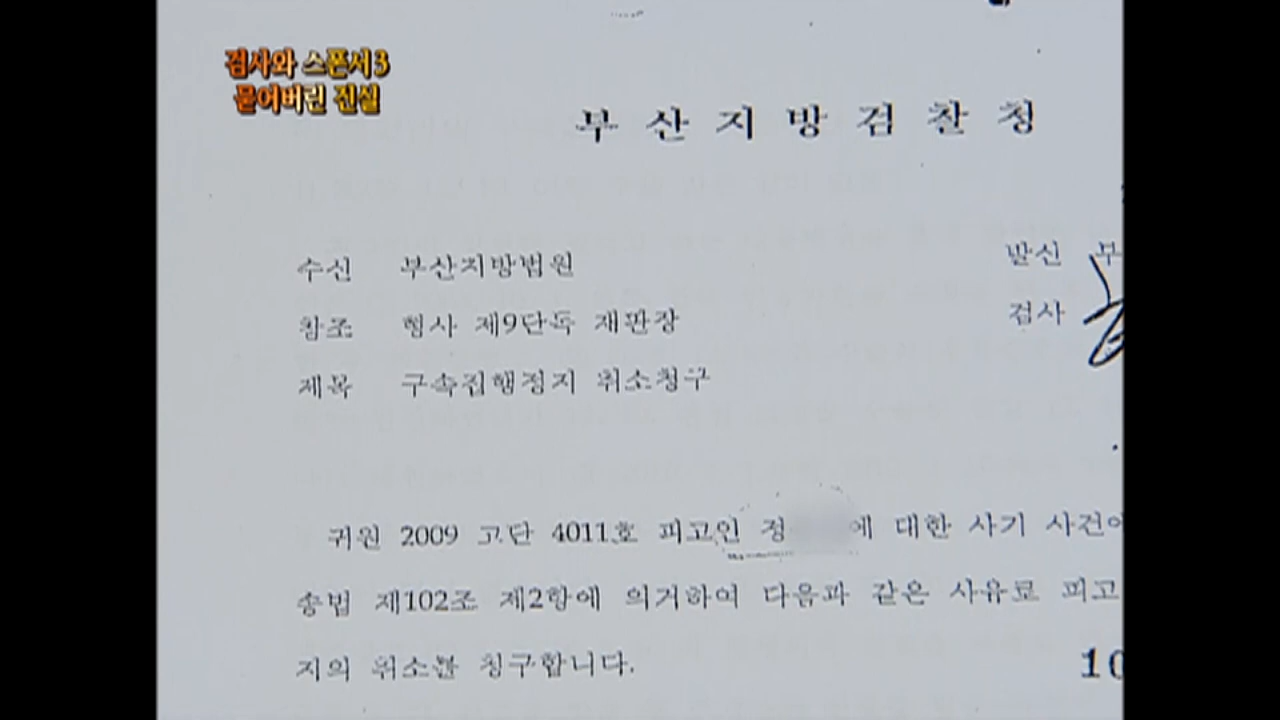 검사와 스폰서3
묻어버린 진실
부 산 지 방 검 찰 청
수신 부산지방법원
발신 부
참조 형사 제9단독 재판장
검사
제목 구속집행정지 취소청구
귀원 2009 고단 4011호 피고인 정 에 대한 사기 사건에
송법 제102조 제2항에 의거하여 다음과 같은 사유로 피고
지의 취소를 청구합니다.
10